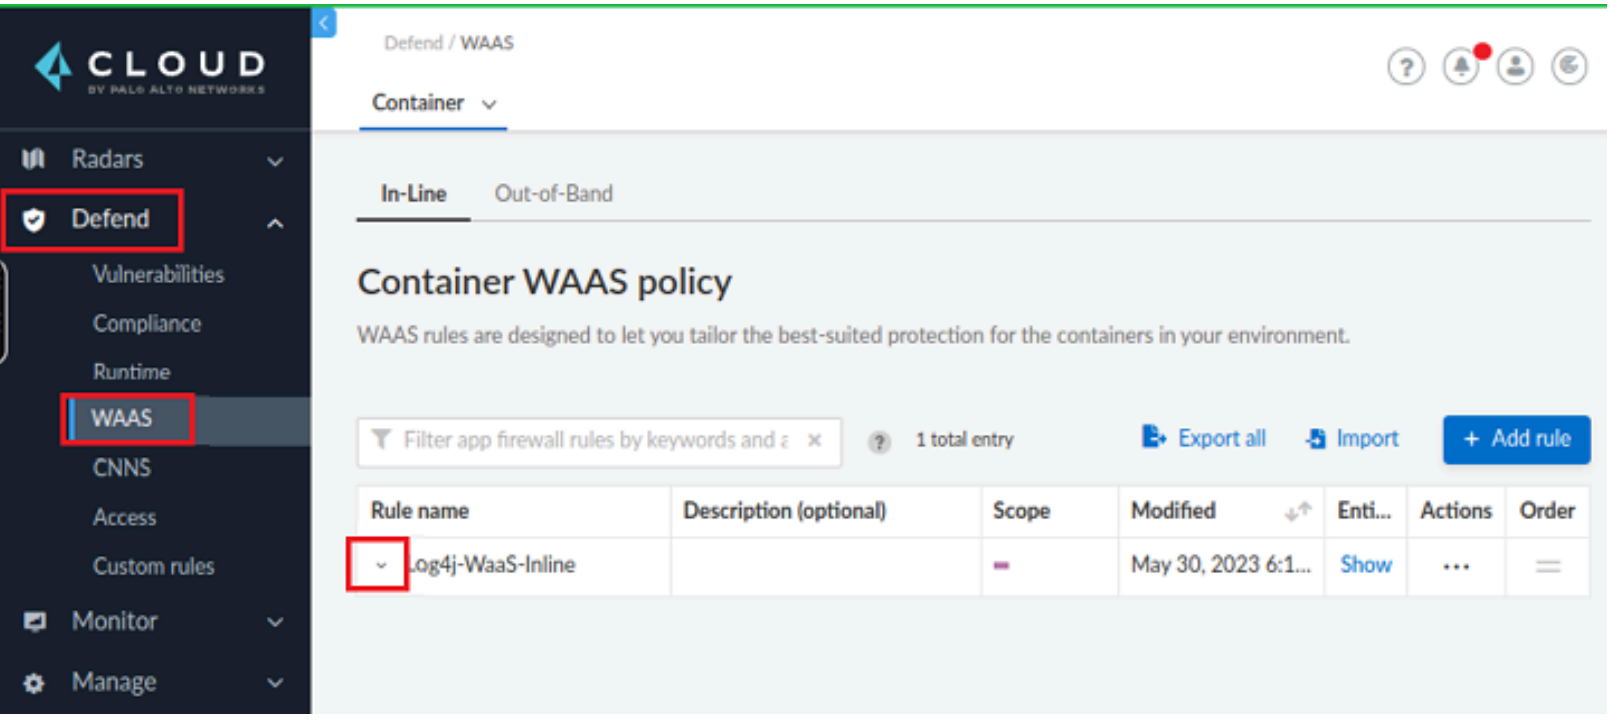 CLOUD
BY PALO ALTO NETWORKS
Radars
Defend
Vulnerabilities
Compliance
Runtime
WAAS
CNNS
Access
Custom rules
Monitor
Manage
Defend / WAAS
Container
In-Line Out-of-Band
Container WAAS policy
WAAS rules are designed to let you tailor the best-suited protection for the containers in your environment.
Filter app firewall rules by keywords and a
? 1 total entry Export all Import + Add rule
Rule name Description (optional) Scope Modified Enti... Actions Order
Log4j-WaaS-Inline May 30, 2023 6:1... Show ...